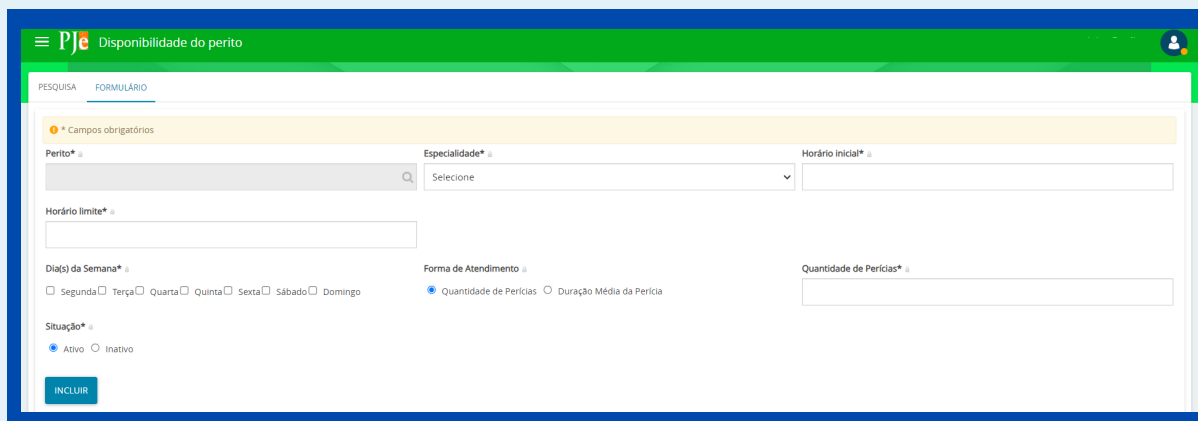 PJe Disponibilidade do perito
PESQUISA FORMULÁRIO
* Campos obrigatórios
Perito* Especialidade* Horário inicial*
Selecione
Horário limite*
Dia(s) da Semana* Forma de Atendimento Quantidade de Perícias*
Segunda Terça Quarta Quinta Sexta Sábado Domingo Quantidade de Perícias Duração Média da Perícia
Situação*
Ativo Inativo
INCLUIR